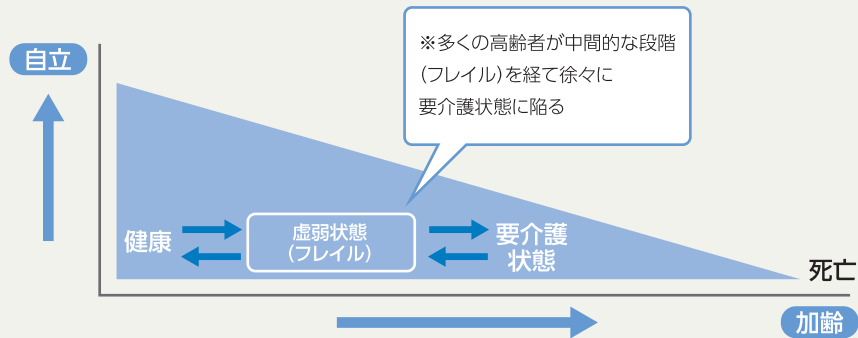 自立
※多くの高齢者が中間的な段階
(フレイル)を経て徐々に
要介護状態に陥る
健康
虚弱状態
(フレイル)
要介護
状態
死亡
加齢